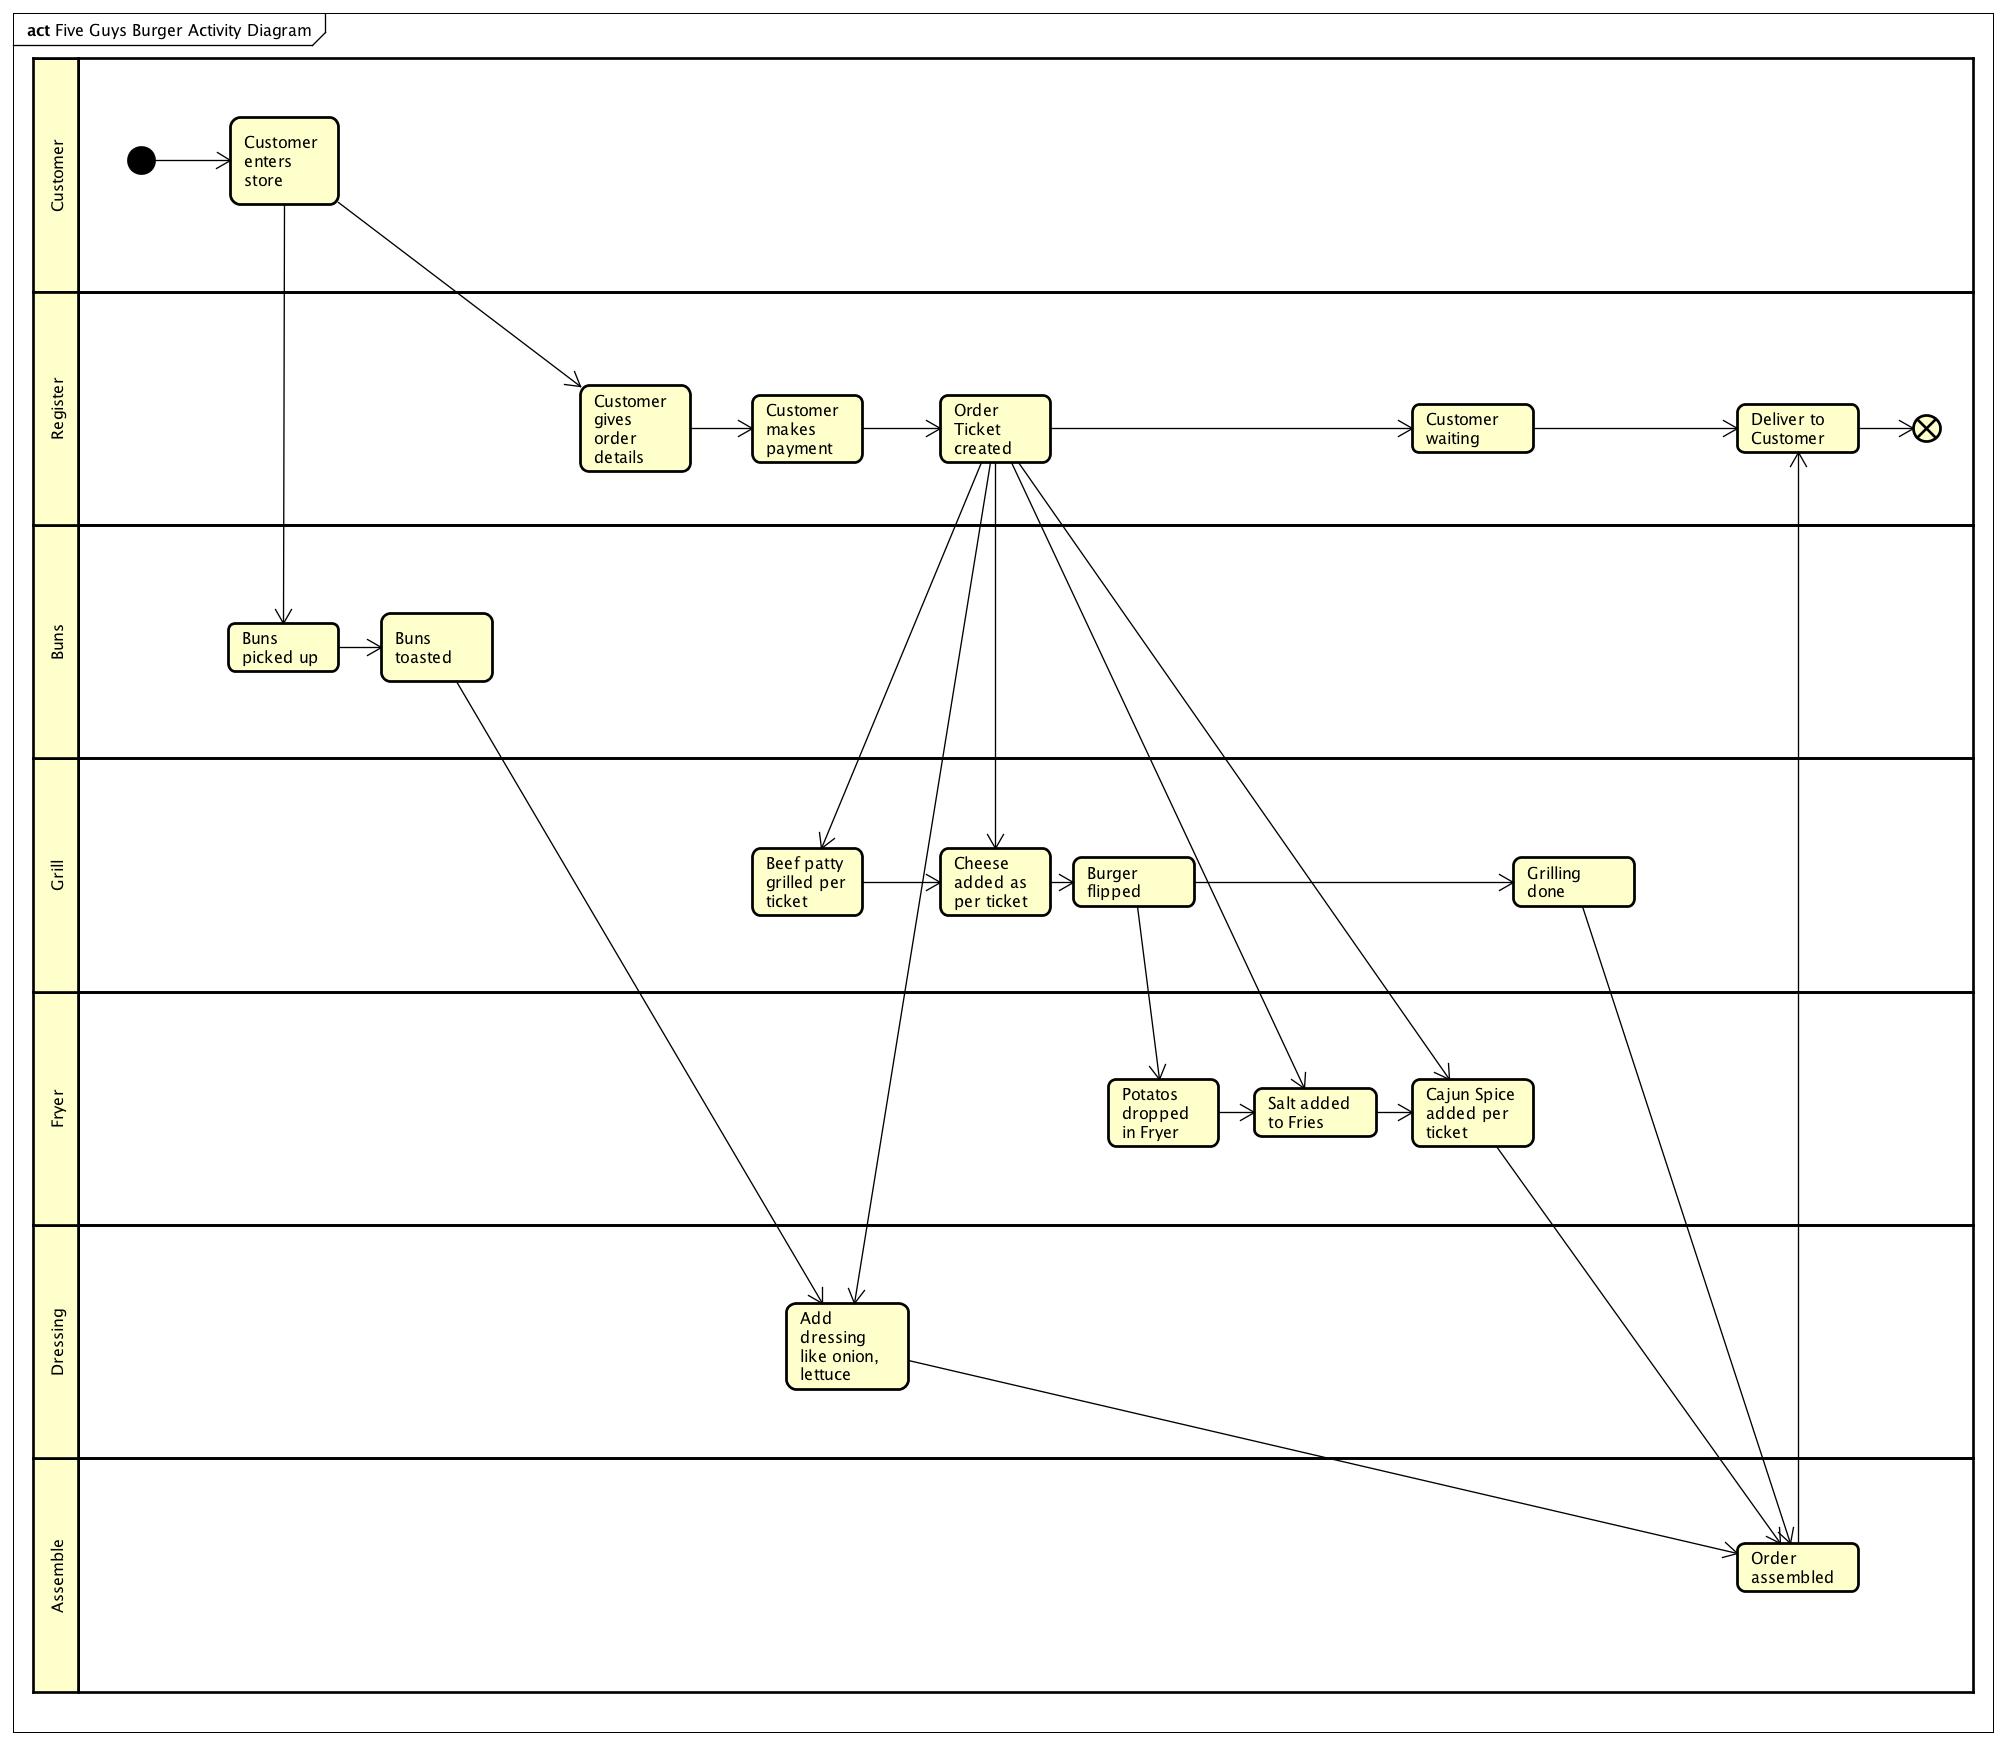 act Five Guys Burger Activity Diagram
Customer
Customer
enters
store
Register
Customer
gives
order
details
Customer
makes
payment
Order
Ticket
created
Customer
waiting
Deliver to
Customer
Buns
Buns
picked up
Buns
toasted
Grill
Beef patty
grilled per
ticket
Cheese
added as
per ticket
Burger
flipped
Grilling
done
Fryer
Potatos
dropped
in Fryer
Salt added
to Fries
Cajun Spice
added per
ticket
Dressing
Add
dressing
like onion,
lettuce
Assemble
Order
assembled